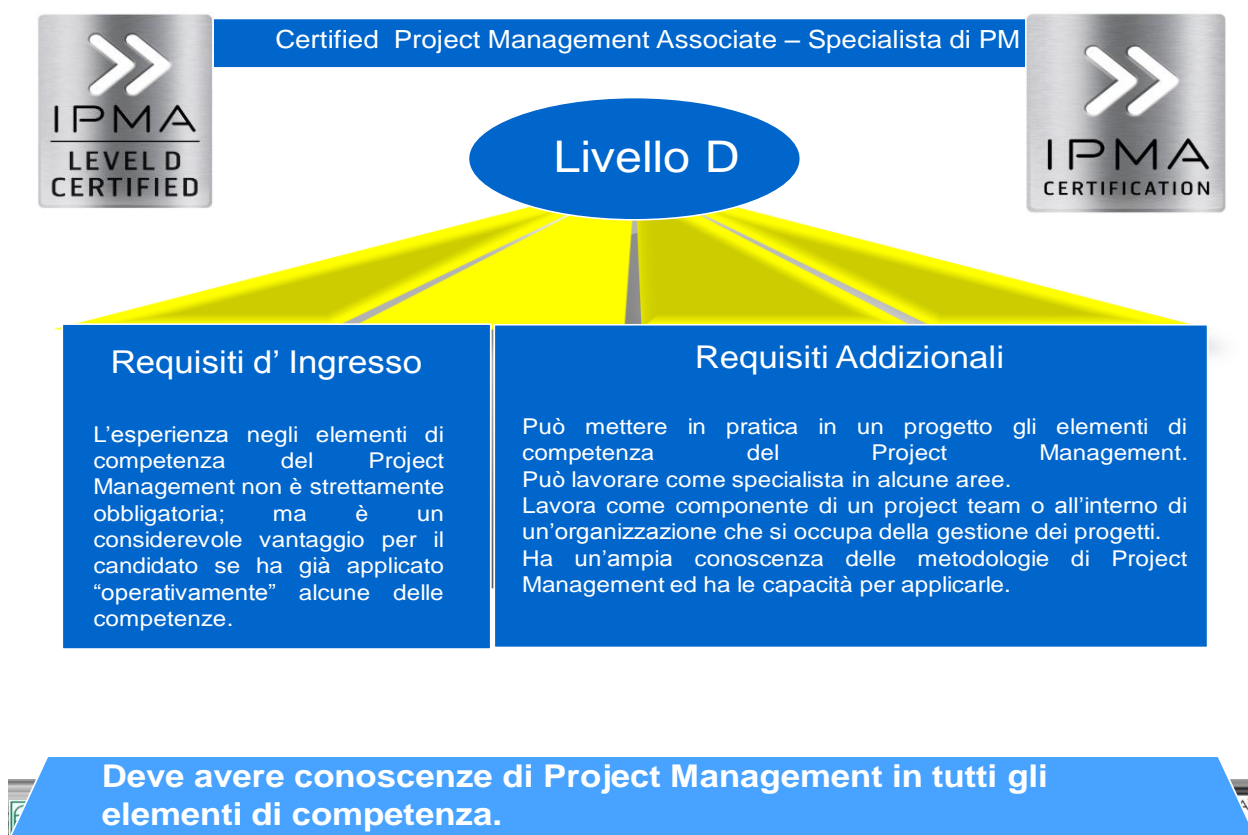 Certified Project Management Associate – Specialista di PM
IPMA
LEVEL D
CERTIFIED
IPMA
CERTIFICATION
Livello D
Requisiti d’ Ingresso
L’esperienza negli elementi di
competenza del Project
Management non è strettamente
obbligatoria; ma è un
considerevole vantaggio per il
candidato se ha già applicato
“operativamente” alcune delle
competenze.
Requisiti Addizionali
Può mettere in pratica in un progetto gli elementi di
competenza del Project Management.
Può lavorare come specialista in alcune aree.
Lavora come componente di un project team o all’interno di
un’organizzazione che si occupa della gestione dei progetti.
Ha un’ampia conoscenza delle metodologie di Project
Management ed ha le capacità per applicarle.
Deve avere conoscenze di Project Management in tutti gli
elementi di competenza.